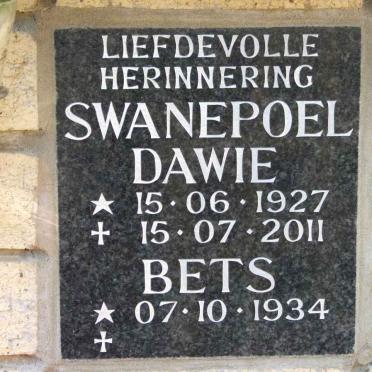 LIEFDEVOLLE
HERINNERING
SWANEPOEL
DAWIE
★ 15·06·1927
✝ 15·07·2011
BETS
★ 07·10·1934
✝